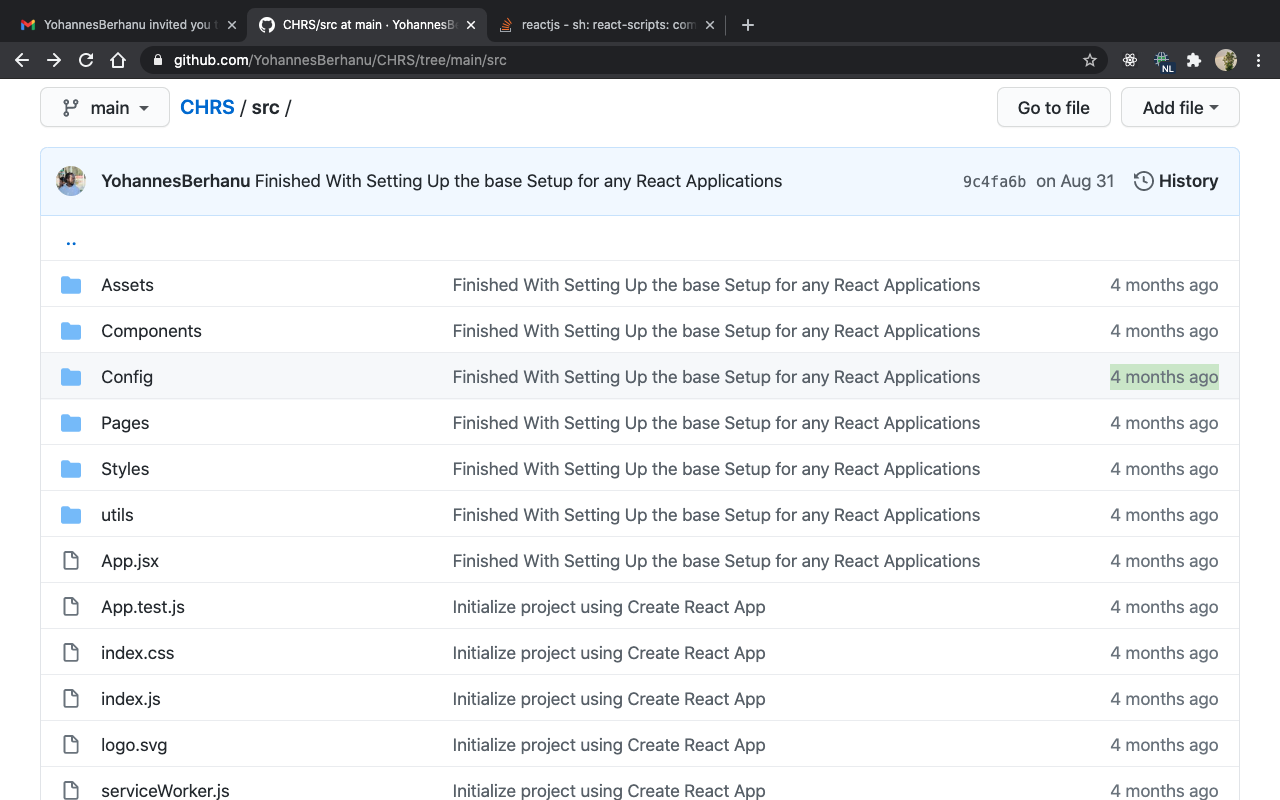 YohannesBerhanu invited you t
CHRS/src at main · YohannesBe
reactjs - sh: react-scripts: com
github.com/YohannesBerhanu/CHRS/tree/main/src
NL
main
CHRS / src /
Go to file
Add file
YohannesBerhanu Finished With Setting Up the base Setup for any React Applications
9c4fa6b on Aug 31
History
..
Assets Finished With Setting Up the base Setup for any React Applications 4 months ago
Components Finished With Setting Up the base Setup for any React Applications 4 months ago
Config Finished With Setting Up the base Setup for any React Applications 4 months ago
Pages Finished With Setting Up the base Setup for any React Applications 4 months ago
Styles Finished With Setting Up the base Setup for any React Applications 4 months ago
utils Finished With Setting Up the base Setup for any React Applications 4 months ago
App.jsx Finished With Setting Up the base Setup for any React Applications 4 months ago
App.test.js Initialize project using Create React App 4 months ago
index.css Initialize project using Create React App 4 months ago
index.js Initialize project using Create React App 4 months ago
logo.svg Initialize project using Create React App 4 months ago
serviceWorker.js Initialize project using Create React App 4 months ago